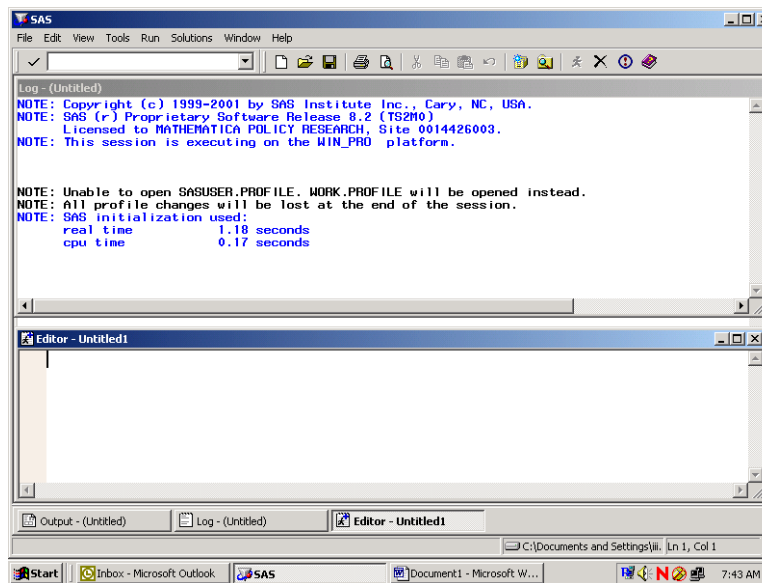 SAS
File Edit View Tools Run Solutions Window Help
Log - (Untitled)
NOTE: Copyright (c) 1999-2001 by SAS Institute Inc., Cary, NC, USA.
NOTE: SAS (r) Proprietary Software Release 8.2 (TS2M0)
Licensed to MATHEMATICA POLICY RESEARCH, Site 0014426003.
NOTE: This session is executing on the WIN_PRO platform.
NOTE: Unable to open SASUSER.PROFILE. WORK.PROFILE will be opened instead.
NOTE: All profile changes will be lost at the end of the session.
NOTE: SAS initialization used:
real time 1.18 seconds
cpu time 0.17 seconds
Editor - Untitled1
Output - (Untitled) Log - (Untitled) Editor - Untitled1
C:\Documents and Settings\jii. Ln 1, Col 1
Start Inbox - Microsoft Outlook SAS Document1 - Microsoft W... N 7:43 AM